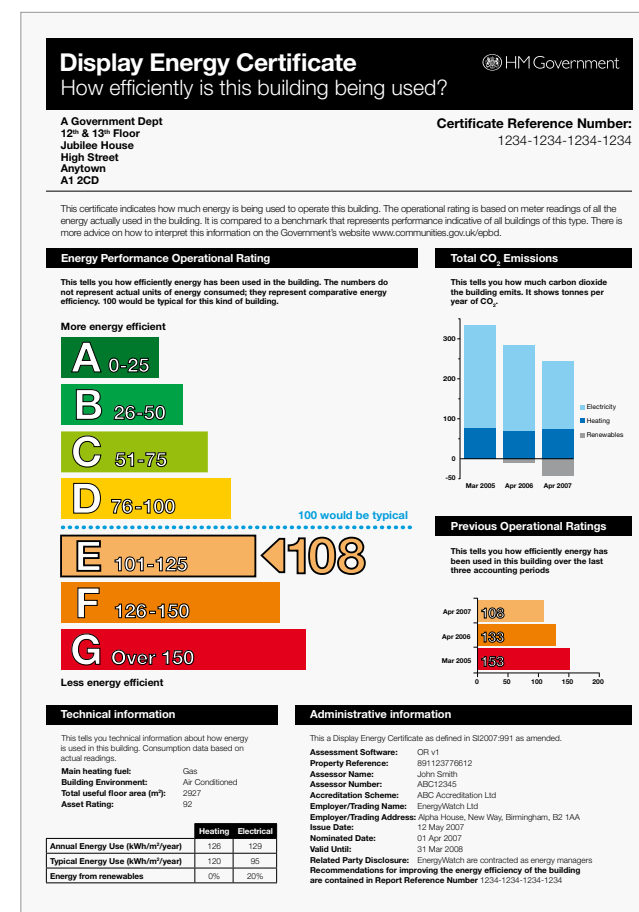 Display Energy Certificate
HM Government
How efficiently is this building being used?
A Government Dept
12th & 13th Floor
Jubilee House
High Street
Anytown
A1 2CD
Certificate Reference Number:
1234-1234-1234-1234
This certificate indicates how much energy is being used to operate this building. The operational rating is based on meter readings of all the
energy actually used in the building. It is compared to a benchmark that represents performance indicative of all buildings of this type. There is
more advice on how to interpret this information on the Government's website www.communities.gov.uk/epbd.
Energy Performance Operational Rating
This tells you how efficiently energy has been used in the building. The numbers do
not represent actual units of energy consumed; they represent comparative energy
efficiency. 100 would be typical for this kind of building.
More energy efficient
A 0-25
B 26-50
C 51-75
D 76-100
100 would be typical
E 101-125
108
F 126-150
G Over 150
Less energy efficient
Total CO2 Emissions
This tells you how much carbon dioxide
the building emits. It shows tonnes per
year of CO2.
300
200
100
0
-50
Mar 2005 Apr 2006 Apr 2007
Electricity
Heating
Renewables
Previous Operational Ratings
This tells you how efficiently energy has
been used in this building over the last
three accounting periods
Apr 2007 108
Apr 2006 133
Mar 2005 153
0 50 100 150 200
Technical information
This tells you technical information about how energy
is used in this building. Consumption data based on
actual readings.
Main heating fuel: Gas
Building Environment: Air Conditioned
Total useful floor area (m²): 2927
Asset Rating: 92
Heating Electrical
Annual Energy Use (kWh/m²/year) 126 129
Typical Energy Use (kWh/m²/year) 120 95
Energy from renewables 0% 20%
Administrative information
This a Display Energy Certificate as defined in SI2007:991 as amended.
Assessment Software: OR v1
Property Reference: 891123776612
Assessor Name: John Smith
Assessor Number: ABC12345
Accreditation Scheme: ABC Accreditation Ltd
Employer/Trading Name: EnergyWatch Ltd
Employer/Trading Address: Alpha House, New Way, Birmingham, B2 1AA
Issue Date: 12 May 2007
Nominated Date: 01 Apr 2007
Valid Until: 31 Mar 2008
Related Party Disclosure: EnergyWatch are contracted as energy managers
Recommendations for improving the energy efficiency of the building
are contained in Report Reference Number 1234-1234-1234-1234